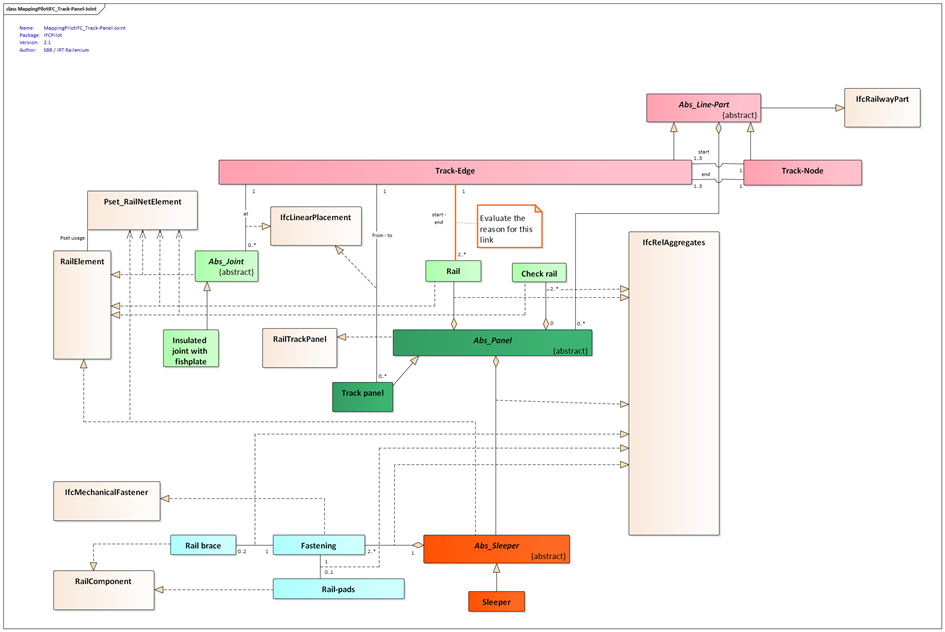 class MappingPilotIFC_Track-Panel-Joint
Name: MappingPilotIFC_Track-Panel-Joint
Package: IFCPilot
Version: 2.1
Author: SBB / IRT Railenium
Abs_Line-Part
{abstract}
IfcRailwayPart
start
1..3
1
Track-Edge
Track-Node
end
1..3
1
1
1
1
Pset_RailNetElement
at
IfcLinearPlacement
start -
end
Evaluate the
reason for this
link
from - to
Pset usage
0..*
2..*
IfcRelAggregates
RailElement
Abs_Joint
{abstract}
Rail
Check rail
2..*
0
0..*
Insulated
joint with
fishplate
RailTrackPanel
Abs_Panel
{abstract}
0..*
Track panel
IfcMechanicalFastener
Rail brace
0..2
1
Fastening
2..*
1
Abs_Sleeper
{abstract}
1
0..1
RailComponent
Rail-pads
Sleeper